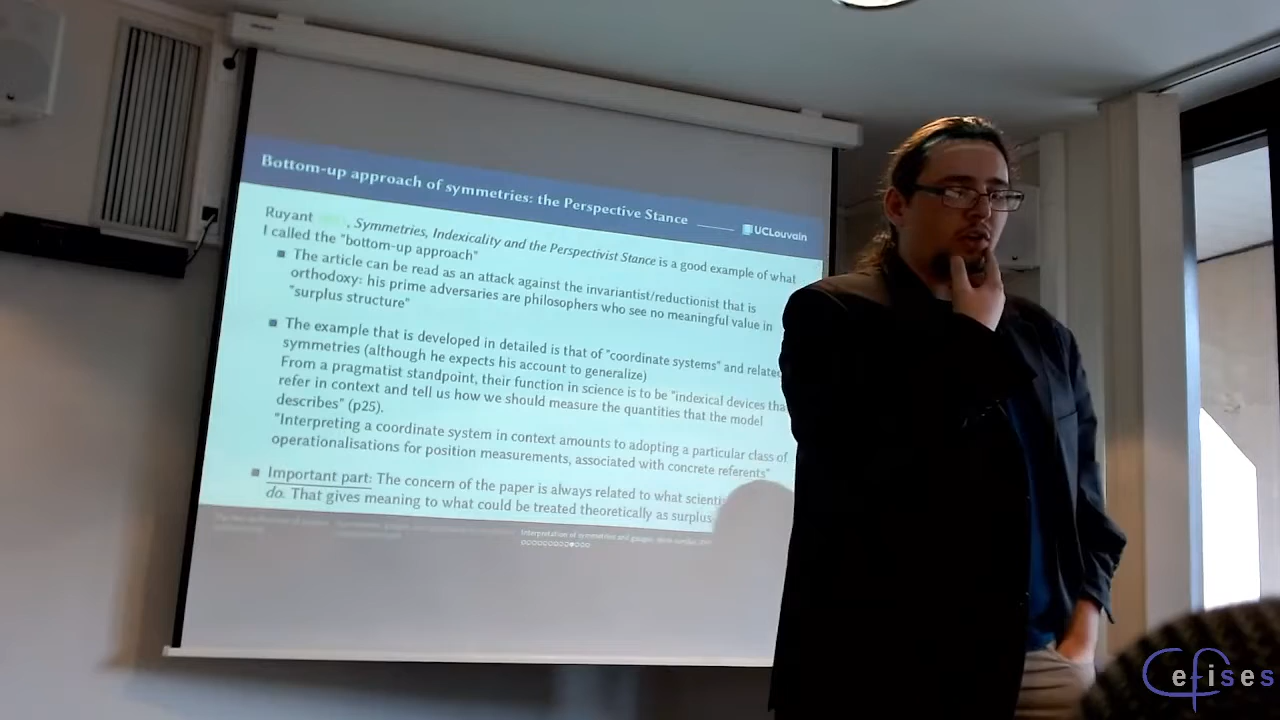 Bottom-up approach of symmetries: the Perspective Stance
UCLouvain
Ruyant , Symmetries, Indexicality and the Perspectivist Stance is a good example of what
I called the "bottom-up approach"
The article can be read as an attack against the invariantist/reductionist that is
orthodoxy: his prime adversaries are philosophers who see no meaningful value in
"surplus structure"
The example that is developed in detailed is that of "coordinate systems" and related
symmetries (although he expects his account to generalize)
From a pragmatist standpoint, their function in science is to be "indexical devices tha
refer in context and tell us how we should measure the quantities that the model
describes" (p25).
"Interpreting a coordinate system in context amounts to adopting a particular class of
operationalisations for position measurements, associated with concrete referents"
Important part: The concern of the paper is always related to what scienti
do. That gives meaning to what could be treated theoretically as surplus
Interpretation of symmetries and gauges
Cefises